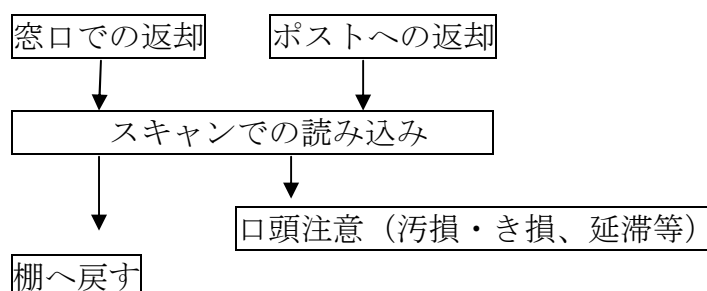 窓口での返却
ポストへの返却
スキャンでの読み込み
口頭注意（汚損・き損、延滞等）
棚へ戻す